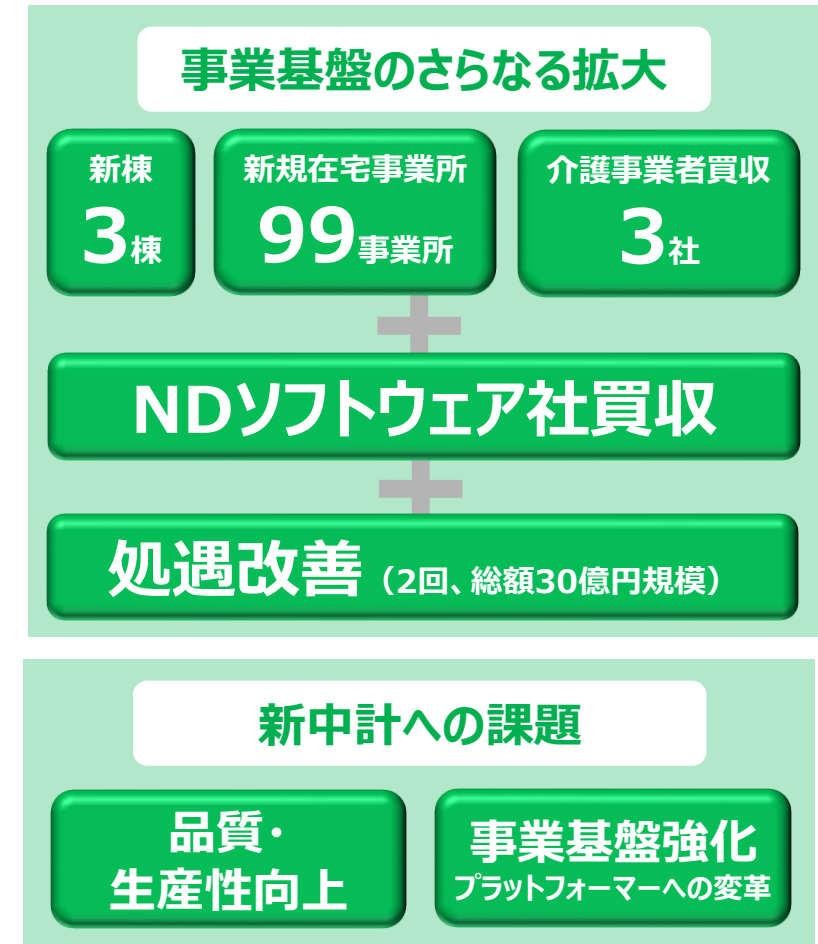 事業基盤のさらなる拡大
新棟
3棟
新規在宅事業所
99事業所
介護事業者買収
3社
NDソフトウェア社買収
処遇改善（2回、総額30億円規模）
新中計への課題
品質・
生産性向上
事業基盤強化
プラットフォーマーへの変革